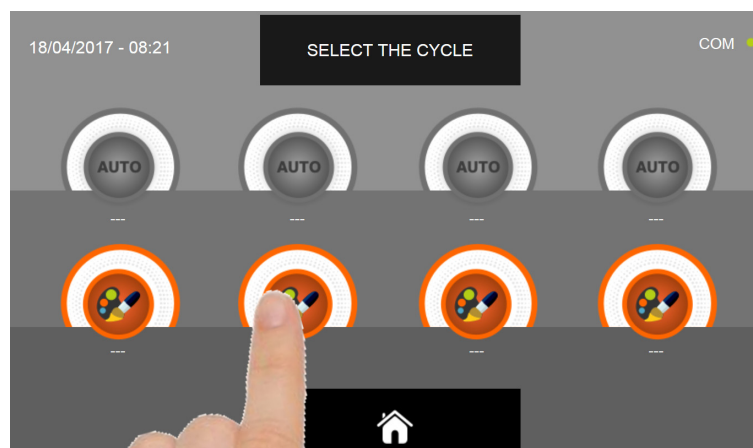 18/04/2017 - 08:21
SELECT THE CYCLE
COM
AUTO
AUTO
AUTO
AUTO
---
---
---
---
---
---
---